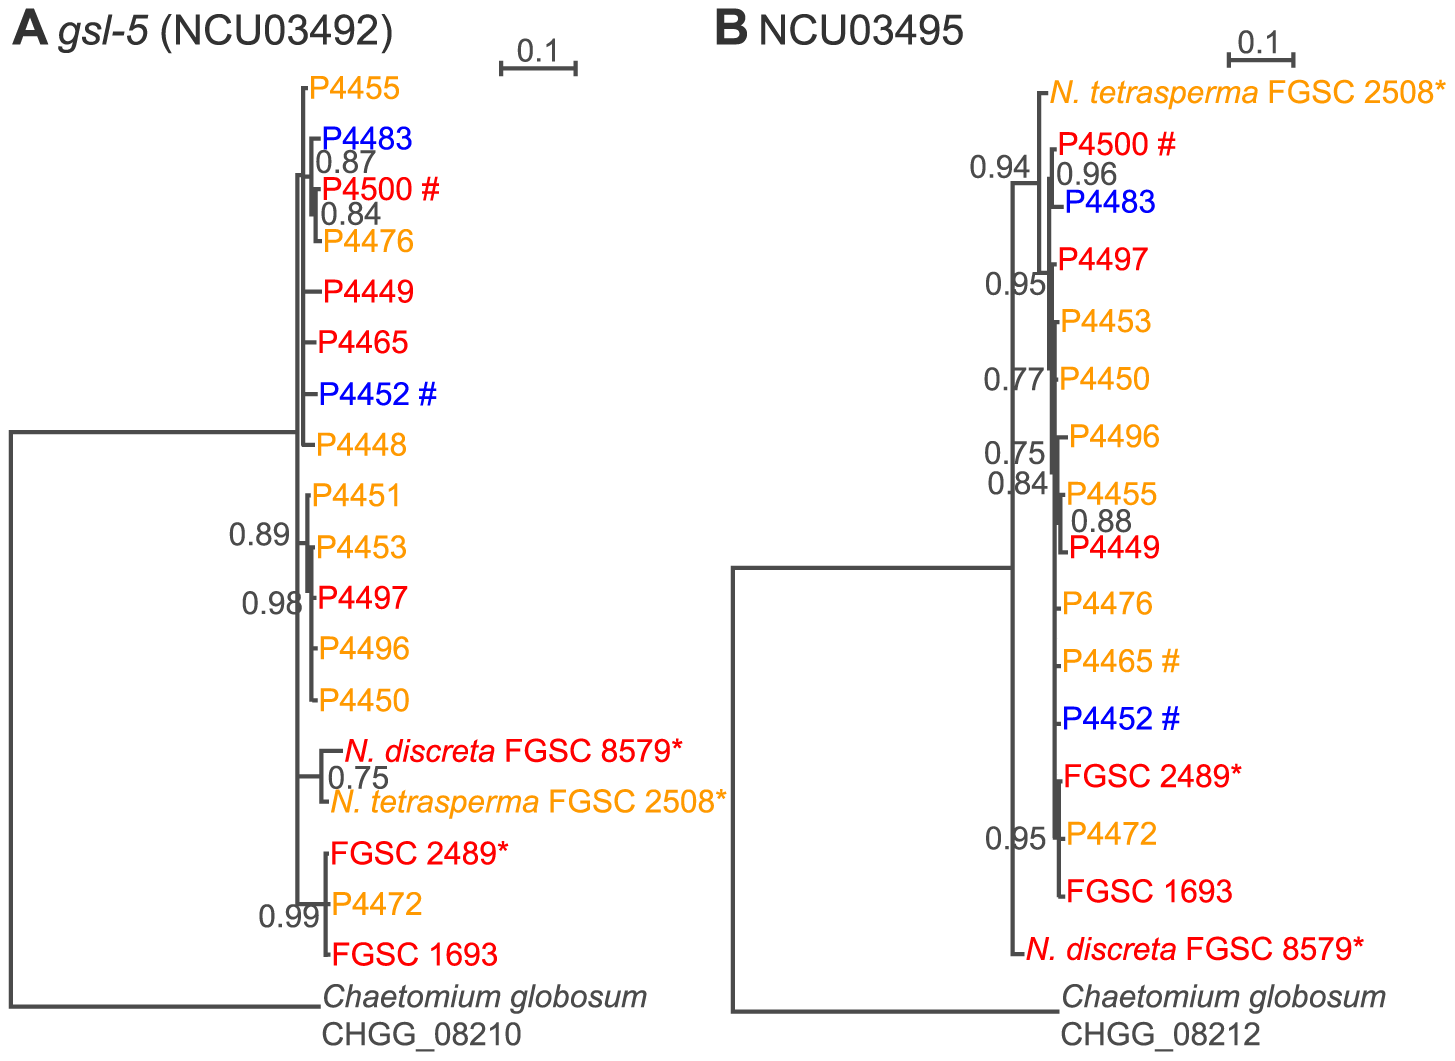 A gsl-5 (NCU03492)
0.1
P4455
P4483
0.87
P4500 #
0.84
P4476
P4449
P4465
P4452 #
P4448
P4451
0.89
P4453
0.98
P4497
P4496
P4450
N. discreta FGSC 8579*
0.75
N. tetrasperma FGSC 2508*
FGSC 2489*
P4472
0.99
FGSC 1693
Chaetomium globosum
CHGG_08210
B NCU03495
0.1
N. tetrasperma FGSC 2508*
P4500 #
0.94
0.96
P4483
P4497
0.95
P4453
0.77
P4450
P4496
0.75
0.84
P4455
0.88
P4449
P4476
P4465 #
P4452 #
FGSC 2489*
0.95
P4472
FGSC 1693
N. discreta FGSC 8579*
Chaetomium globosum
CHGG_08212